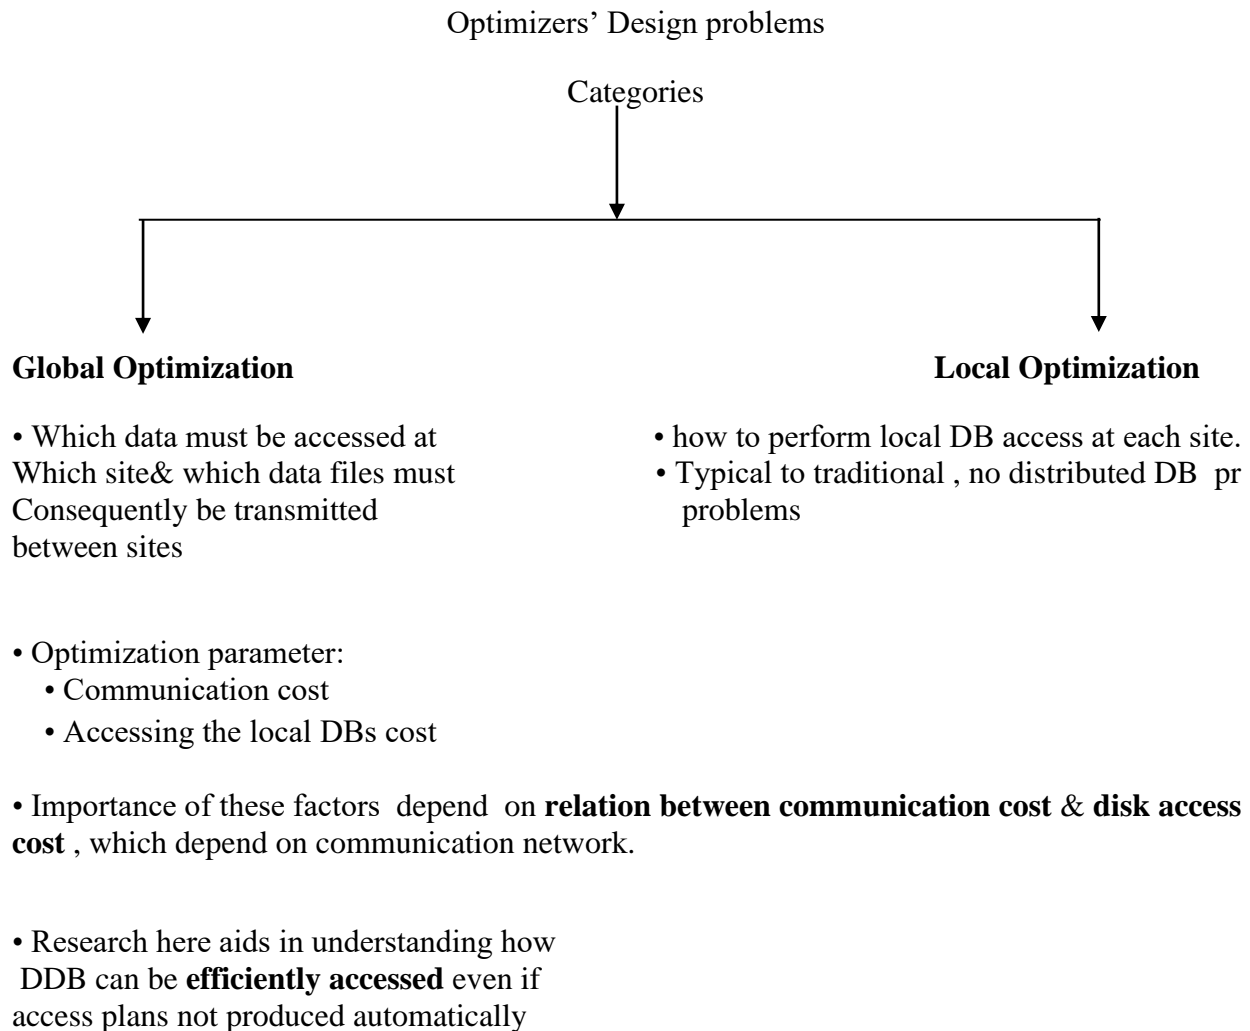 Optimizers’ Design problems
Categories
Global Optimization
• Which data must be accessed at
Which site& which data files must
Consequently be transmitted
between sites
Local Optimization
• how to perform local DB access at each site.
• Typical to traditional , no distributed DB pr
problems
• Optimization parameter:
• Communication cost
• Accessing the local DBs cost
• Importance of these factors depend on relation between communication cost & disk access
cost , which depend on communication network.
• Research here aids in understanding how
DDB can be efficiently accessed even if
access plans not produced automatically